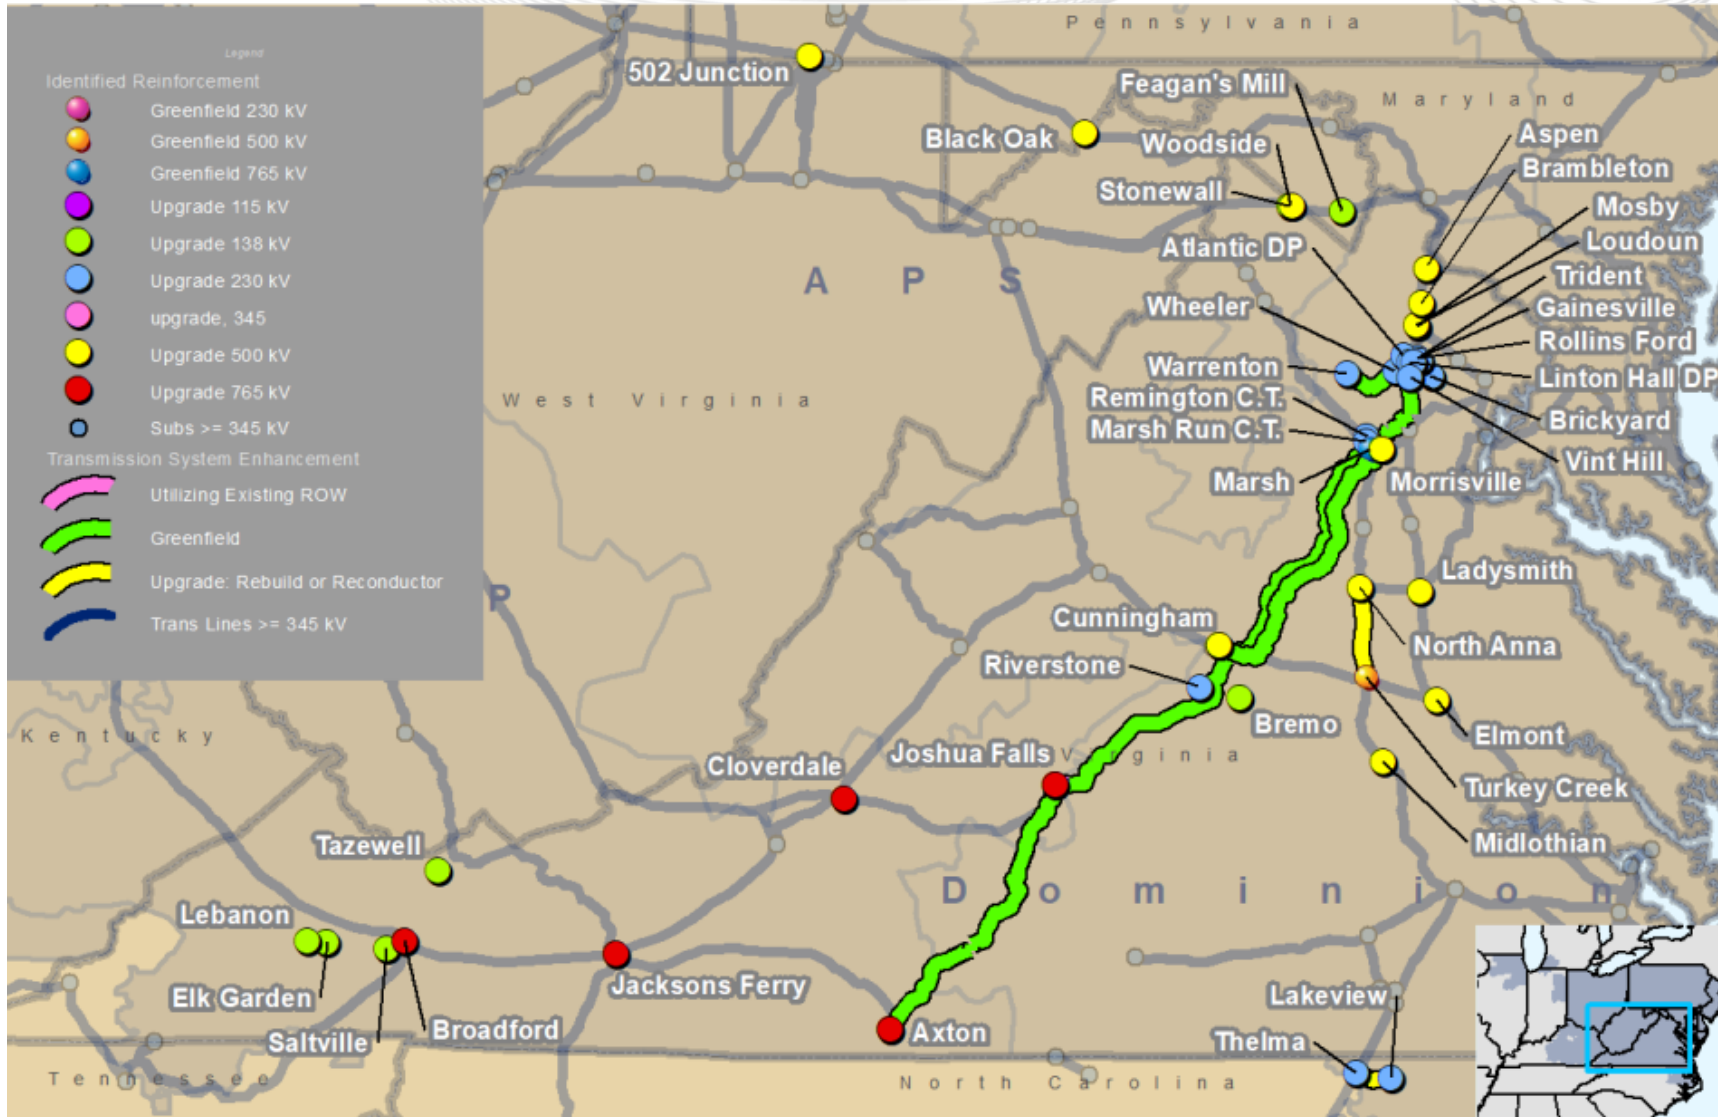 Legend
Identified Reinforcement
Greenfield 230 kV
Greenfield 500 kV
Greenfield 765 kV
Upgrade 115 kV
Upgrade 138 kV
Upgrade 230 kV
upgrade, 345
Upgrade 500 kV
Upgrade 765 kV
Subs >= 345 kV
Transmission System Enhancement
Utilizing Existing ROW
Greenfield
Upgrade: Rebuild or Reconductor
Trans Lines >= 345 kV
Pennsylvania
502 Junction
Feagan's Mill
Maryland
Black Oak
Woodside
Aspen
Brambleton
Stonewall
Mosby
Loudoun
Atlantic DP
Trident
APS
Wheeler
Gainesville
Rollins Ford
Warrenton
Linton Hall DP
West Virginia
Remington C.T.
Brickyard
Marsh Run C.T.
Vint Hill
Marsh
Morrisville
Ladysmith
P
Cunningham
North Anna
Riverstone
Bremo
Elmont
Kentucky
Joshua Falls
Virginia
Cloverdale
Turkey Creek
Midlothian
Tazewell
Dominion
Lebanon
Jacksons Ferry
Elk Garden
Lakeview
Broadford
Axton
Saltville
Thelma
Tennessee
North Carolina